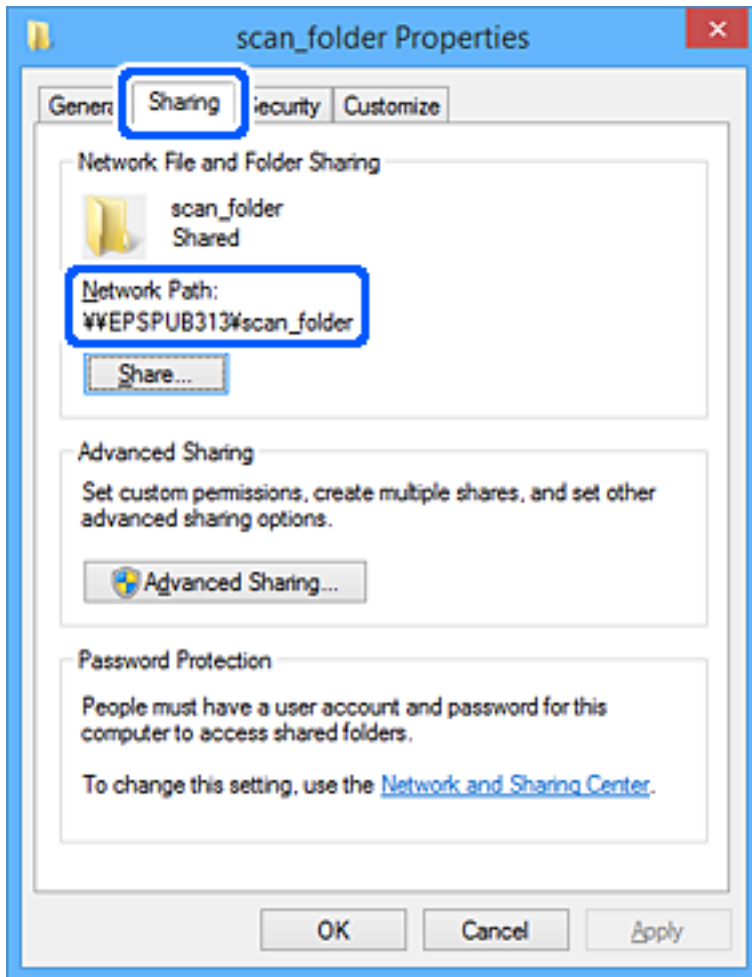 scan_folder Properties
Sharing Customize
Network File and Folder Sharing
scan_folder
Shared
Network Path:
¥¥EPSPUB313¥scan_folder
Share...
Advanced Sharing
Set custom permissions, create multiple shares, and set other
advanced sharing options.
Advanced Sharing...
Password Protection
People must have a user account and password for this
computer to access shared folders.
To change this setting, use the Network and Sharing Center.
OK Cancel Apply